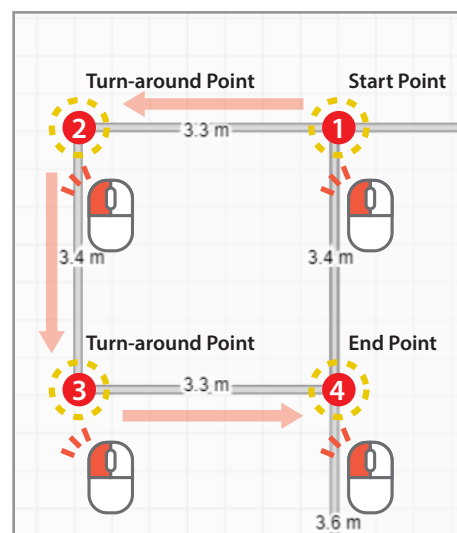 Turn-around Point
Start Point
2
3.3 m
1
3.4 m
3.4 m
Turn-around Point
End Point
3
3.3 m
4
3.6 m